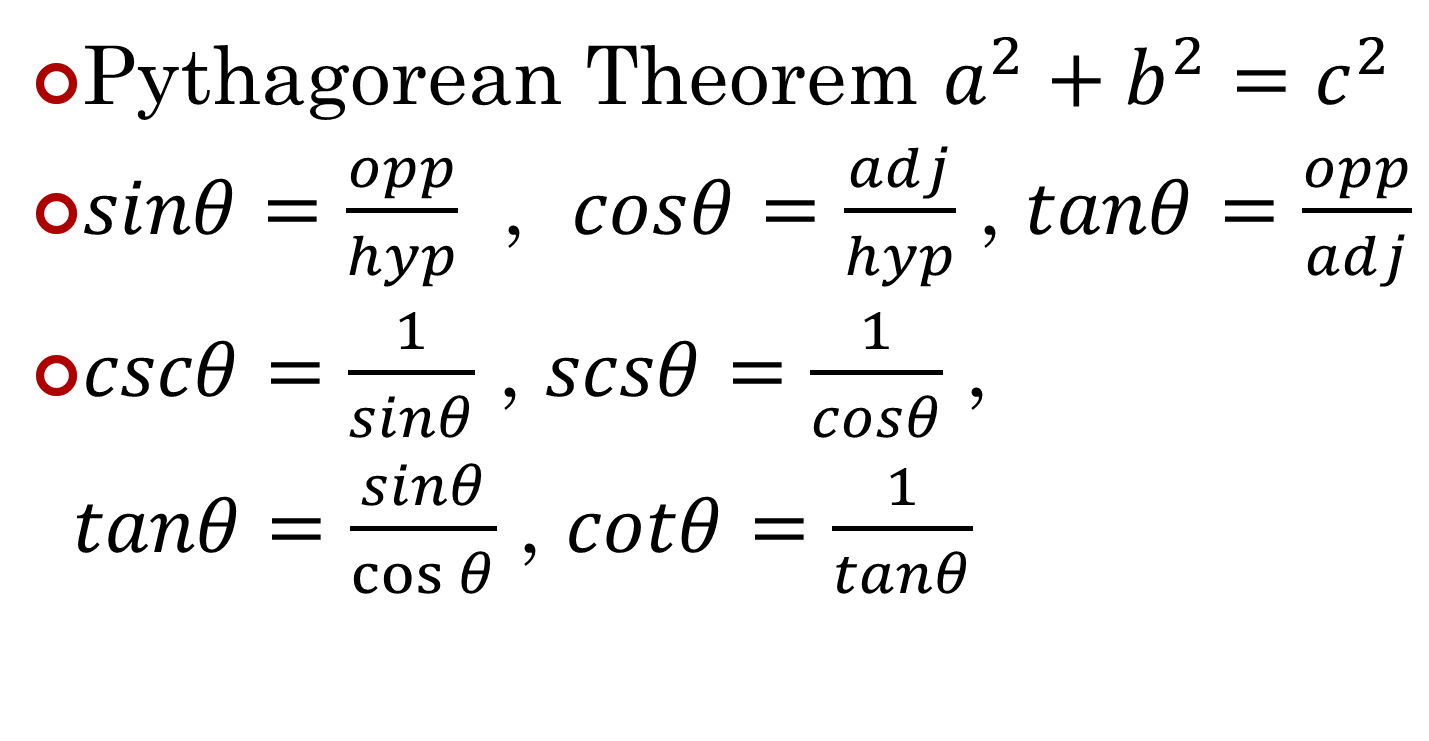 Pythagorean Theorem a² + b² = c²
sinθ = opp/hyp , cosθ = adj/hyp , tanθ = opp/adj
cscθ = 1/sinθ , scsθ = 1/cosθ ,
tanθ = sinθ/cos θ , cotθ = 1/tanθ